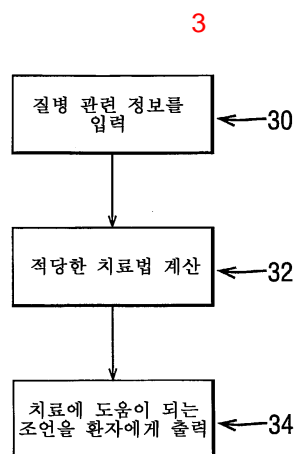 3
질병 관련 정보를
입력
30
적당한 치료법 계산
32
치료에 도움이 되는
조언을 환자에게 출력
34